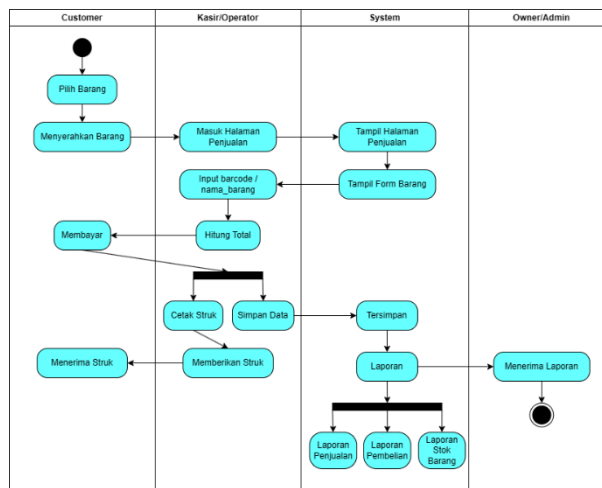 Customer
Kasir/Operator
System
Owner/Admin
Pilih Barang
Menyerahkan Barang
Masuk Halaman
Penjualan
Tampil Halaman
Penjualan
Input barcode /
nama_barang
Tampil Form Barang
Membayar
Hitung Total
Cetak Struk
Simpan Data
Tersimpan
Menerima Struk
Memberikan Struk
Laporan
Menerima Laporan
Laporan
Penjualan
Laporan
Pembelian
Laporan
Stok
Barang